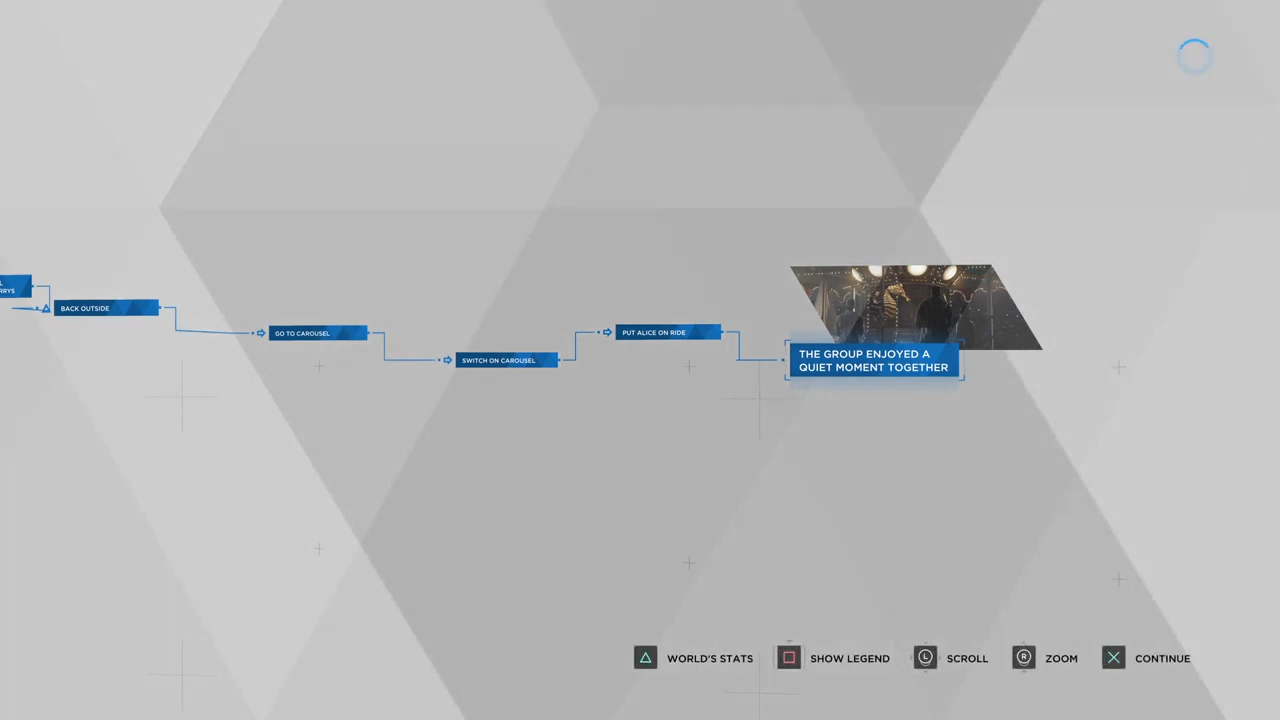 RRYS
BACK OUTSIDE
GO TO CAROUSEL
SWITCH ON CAROUSEL
PUT ALICE ON RIDE
THE GROUP ENJOYED A
QUIET MOMENT TOGETHER
WORLD'S STATS
SHOW LEGEND
L
SCROLL
R
ZOOM
CONTINUE